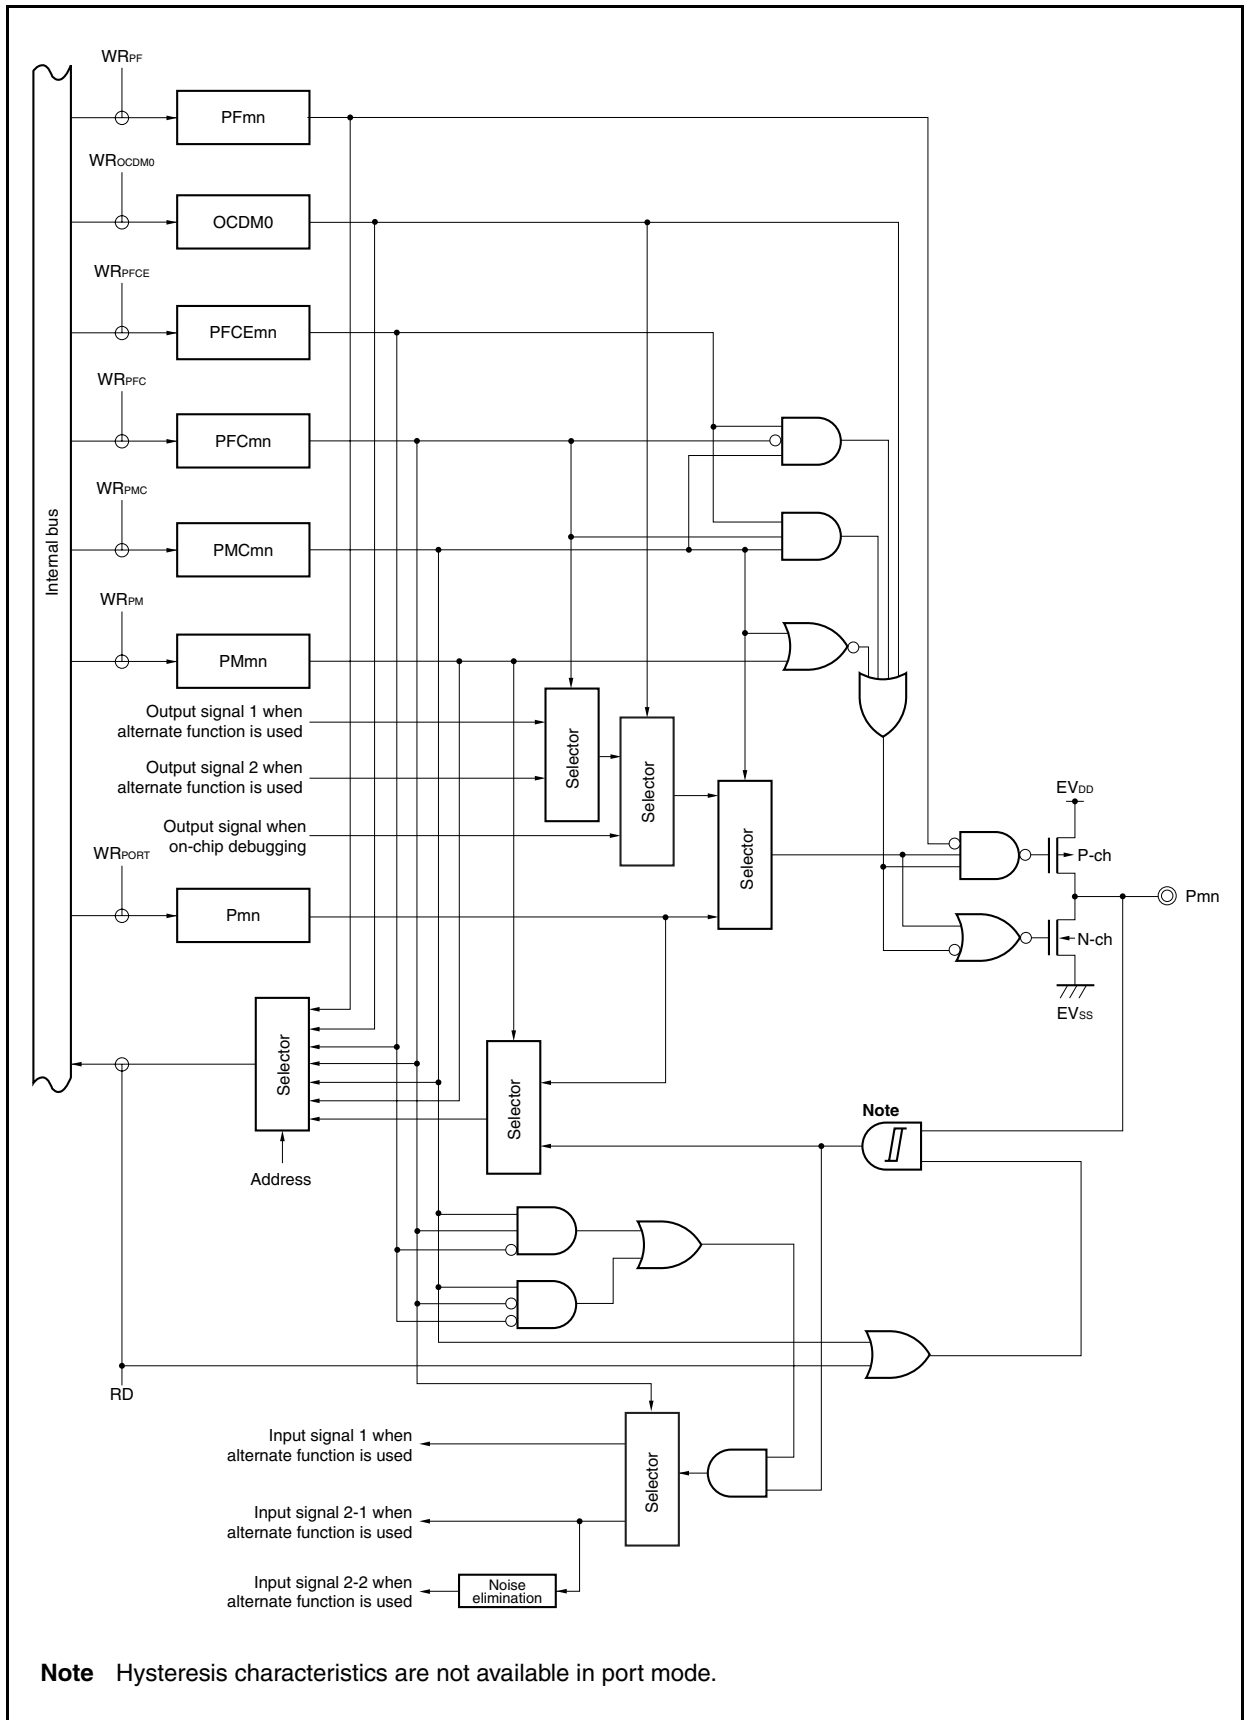 WRPF
PFmn
WROCDM0
OCDM0
WRPFCE
PFCEmn
WRPFC
PFCmn
WRPMC
PMCmn
Internal bus
WRPM
PMmn
Output signal 1 when
alternate function is used
Output signal 2 when
alternate function is used
Output signal when
on-chip debugging
Selector
Selector
Selector
WRPORT
Pmn
EVDD
P-ch
Pmn
N-ch
EVSS
Selector
Address
Selector
Note
RD
Input signal 1 when
alternate function is used
Input signal 2-1 when
alternate function is used
Selector
Input signal 2-2 when
alternate function is used
Noise
elimination
Note Hysteresis characteristics are not available in port mode.